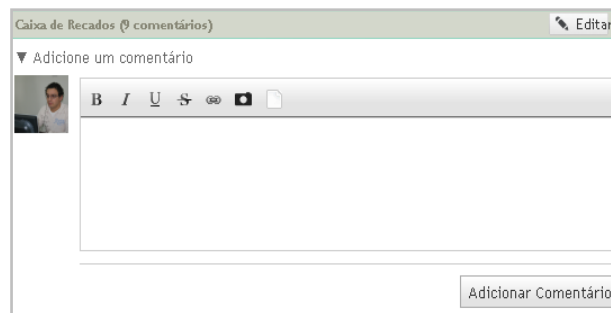 Caixa de Recados (9 comentários)
Editar
▼ Adicione um comentário
B I U S
Adicionar Comentário